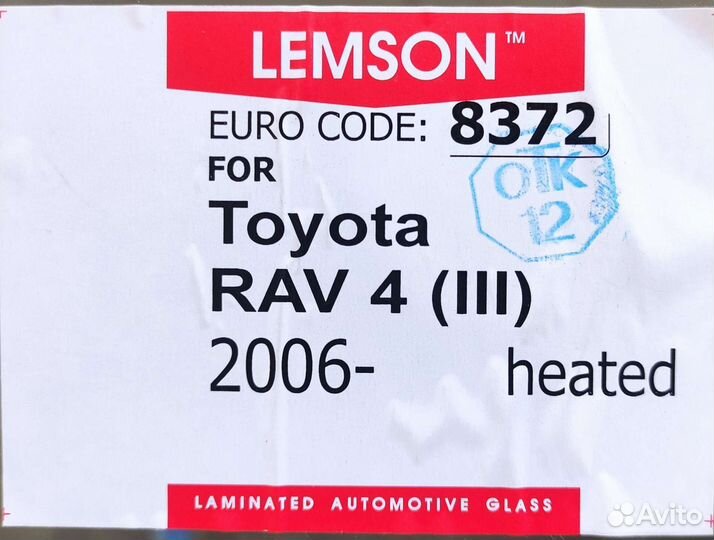 LEMSON™
EURO CODE: 8372
FOR
ОТК
12
Toyota
RAV 4 (III)
2006- heated
LAMINATED AUTOMOTIVE GLASS
Avito